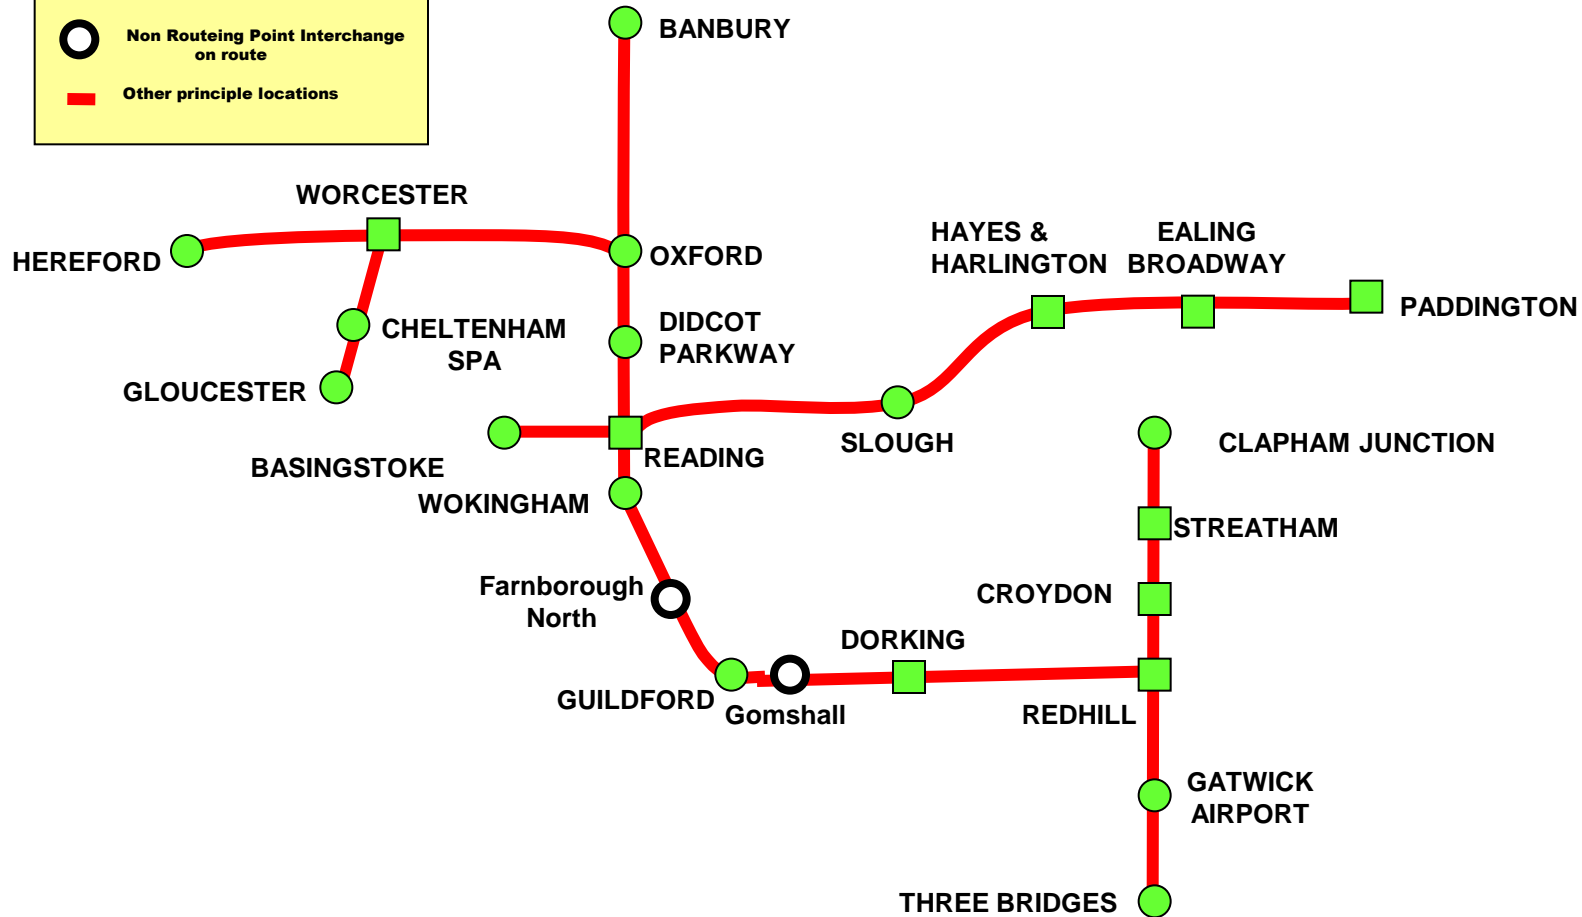 Non Routeing Point Interchange
on route
Other principle locations
BANBURY
WORCESTER
HEREFORD
OXFORD
HAYES &
HARLINGTON
EALING
BROADWAY
PADDINGTON
DIDCOT
PARKWAY
CHELTENHAM
SPA
GLOUCESTER
SLOUGH
CLAPHAM JUNCTION
READING
BASINGSTOKE
WOKINGHAM
STREATHAM
Farnborough
North
CROYDON
DORKING
GUILDFORD
Gomshall
REDHILL
GATWICK
AIRPORT
THREE BRIDGES